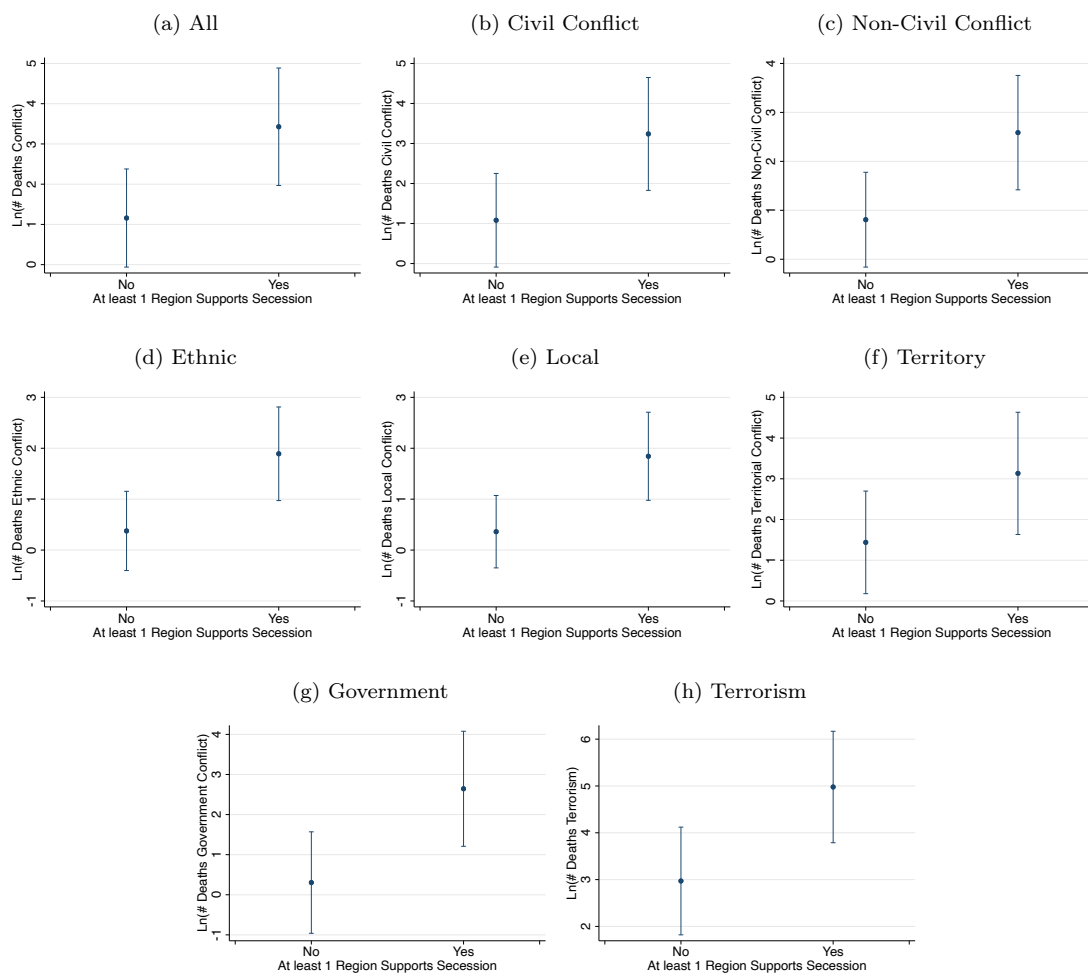 (a) All
(b) Civil Conflict
(c) Non-Civil Conflict
Ln(# Deaths Conflict)
5
4
3
2
1
0
No
Yes
At least 1 Region Supports Secession
Ln(# Deaths Civil Conflict)
5
4
3
2
1
0
No
Yes
At least 1 Region Supports Secession
Ln(# Deaths Non-Civil Conflict)
4
3
2
1
0
No
Yes
At least 1 Region Supports Secession
(d) Ethnic
(e) Local
(f) Territory
Ln(# Deaths Ethnic Conflict)
3
2
1
0
-1
No
Yes
At least 1 Region Supports Secession
Ln(# Deaths Local Conflict)
3
2
1
0
-1
No
Yes
At least 1 Region Supports Secession
Ln(# Deaths Territorial Conflict)
5
4
3
2
1
0
No
Yes
At least 1 Region Supports Secession
(g) Government
(h) Terrorism
Ln(# Deaths Government Conflict)
4
3
2
1
0
-1
No
Yes
At least 1 Region Supports Secession
Ln(# Deaths Terrorism)
6
5
4
3
2
No
Yes
At least 1 Region Supports Secession